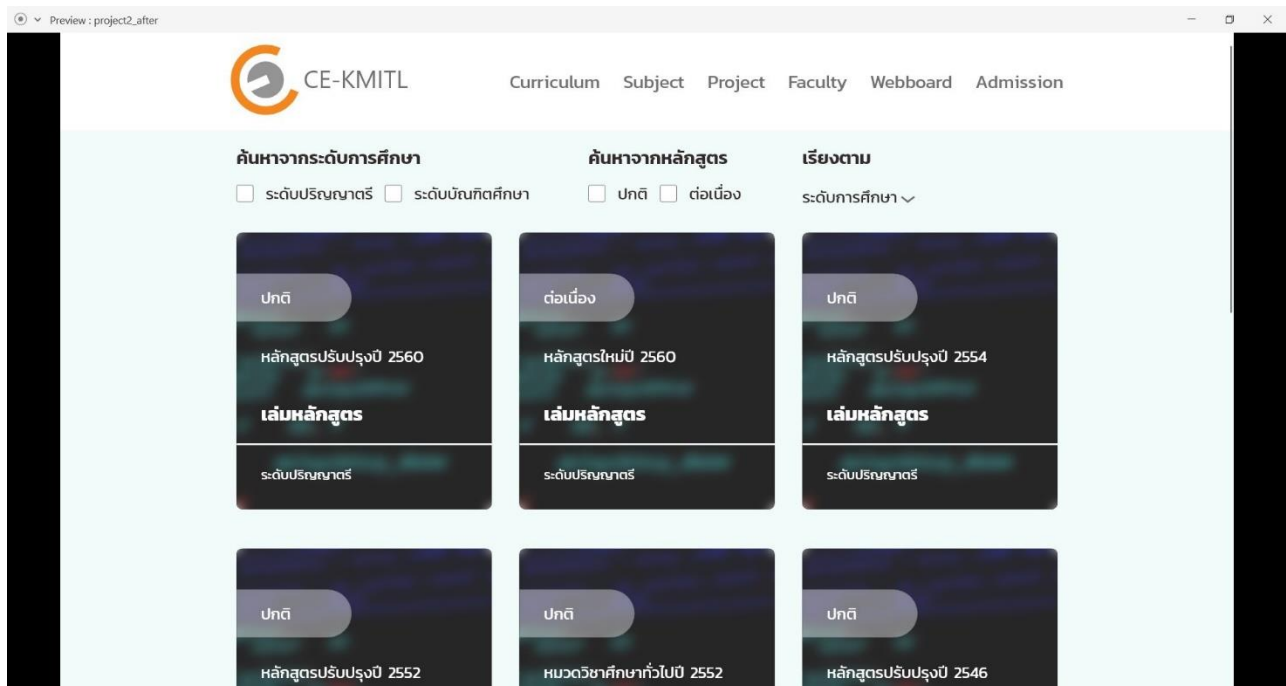 Preview : project2_after
CE-KMITL
Curriculum Subject Project Faculty Webboard Admission
ค้นหาจากระดับการศึกษา ค้นหาจากหลักสูตร เรียงตาม
ระดับปริญญาตรี ระดับบัณฑิตศึกษา ปกติ ต่อเนื่อง ระดับการศึกษา
ปกติ ต่อเนื่อง ปกติ
หลักสูตรปรับปรุงปี 2560 หลักสูตรใหม่ปี 2560 หลักสูตรปรับปรุงปี 2554
เล่มหลักสูตร เล่มหลักสูตร เล่มหลักสูตร
ระดับปริญญาตรี ระดับปริญญาตรี ระดับปริญญาตรี
ปกติ ปกติ ปกติ
หลักสูตรปรับปรุงปี 2552 หมวดวิชาศึกษาทั่วไปปี 2552 หลักสูตรปรับปรุงปี 2546